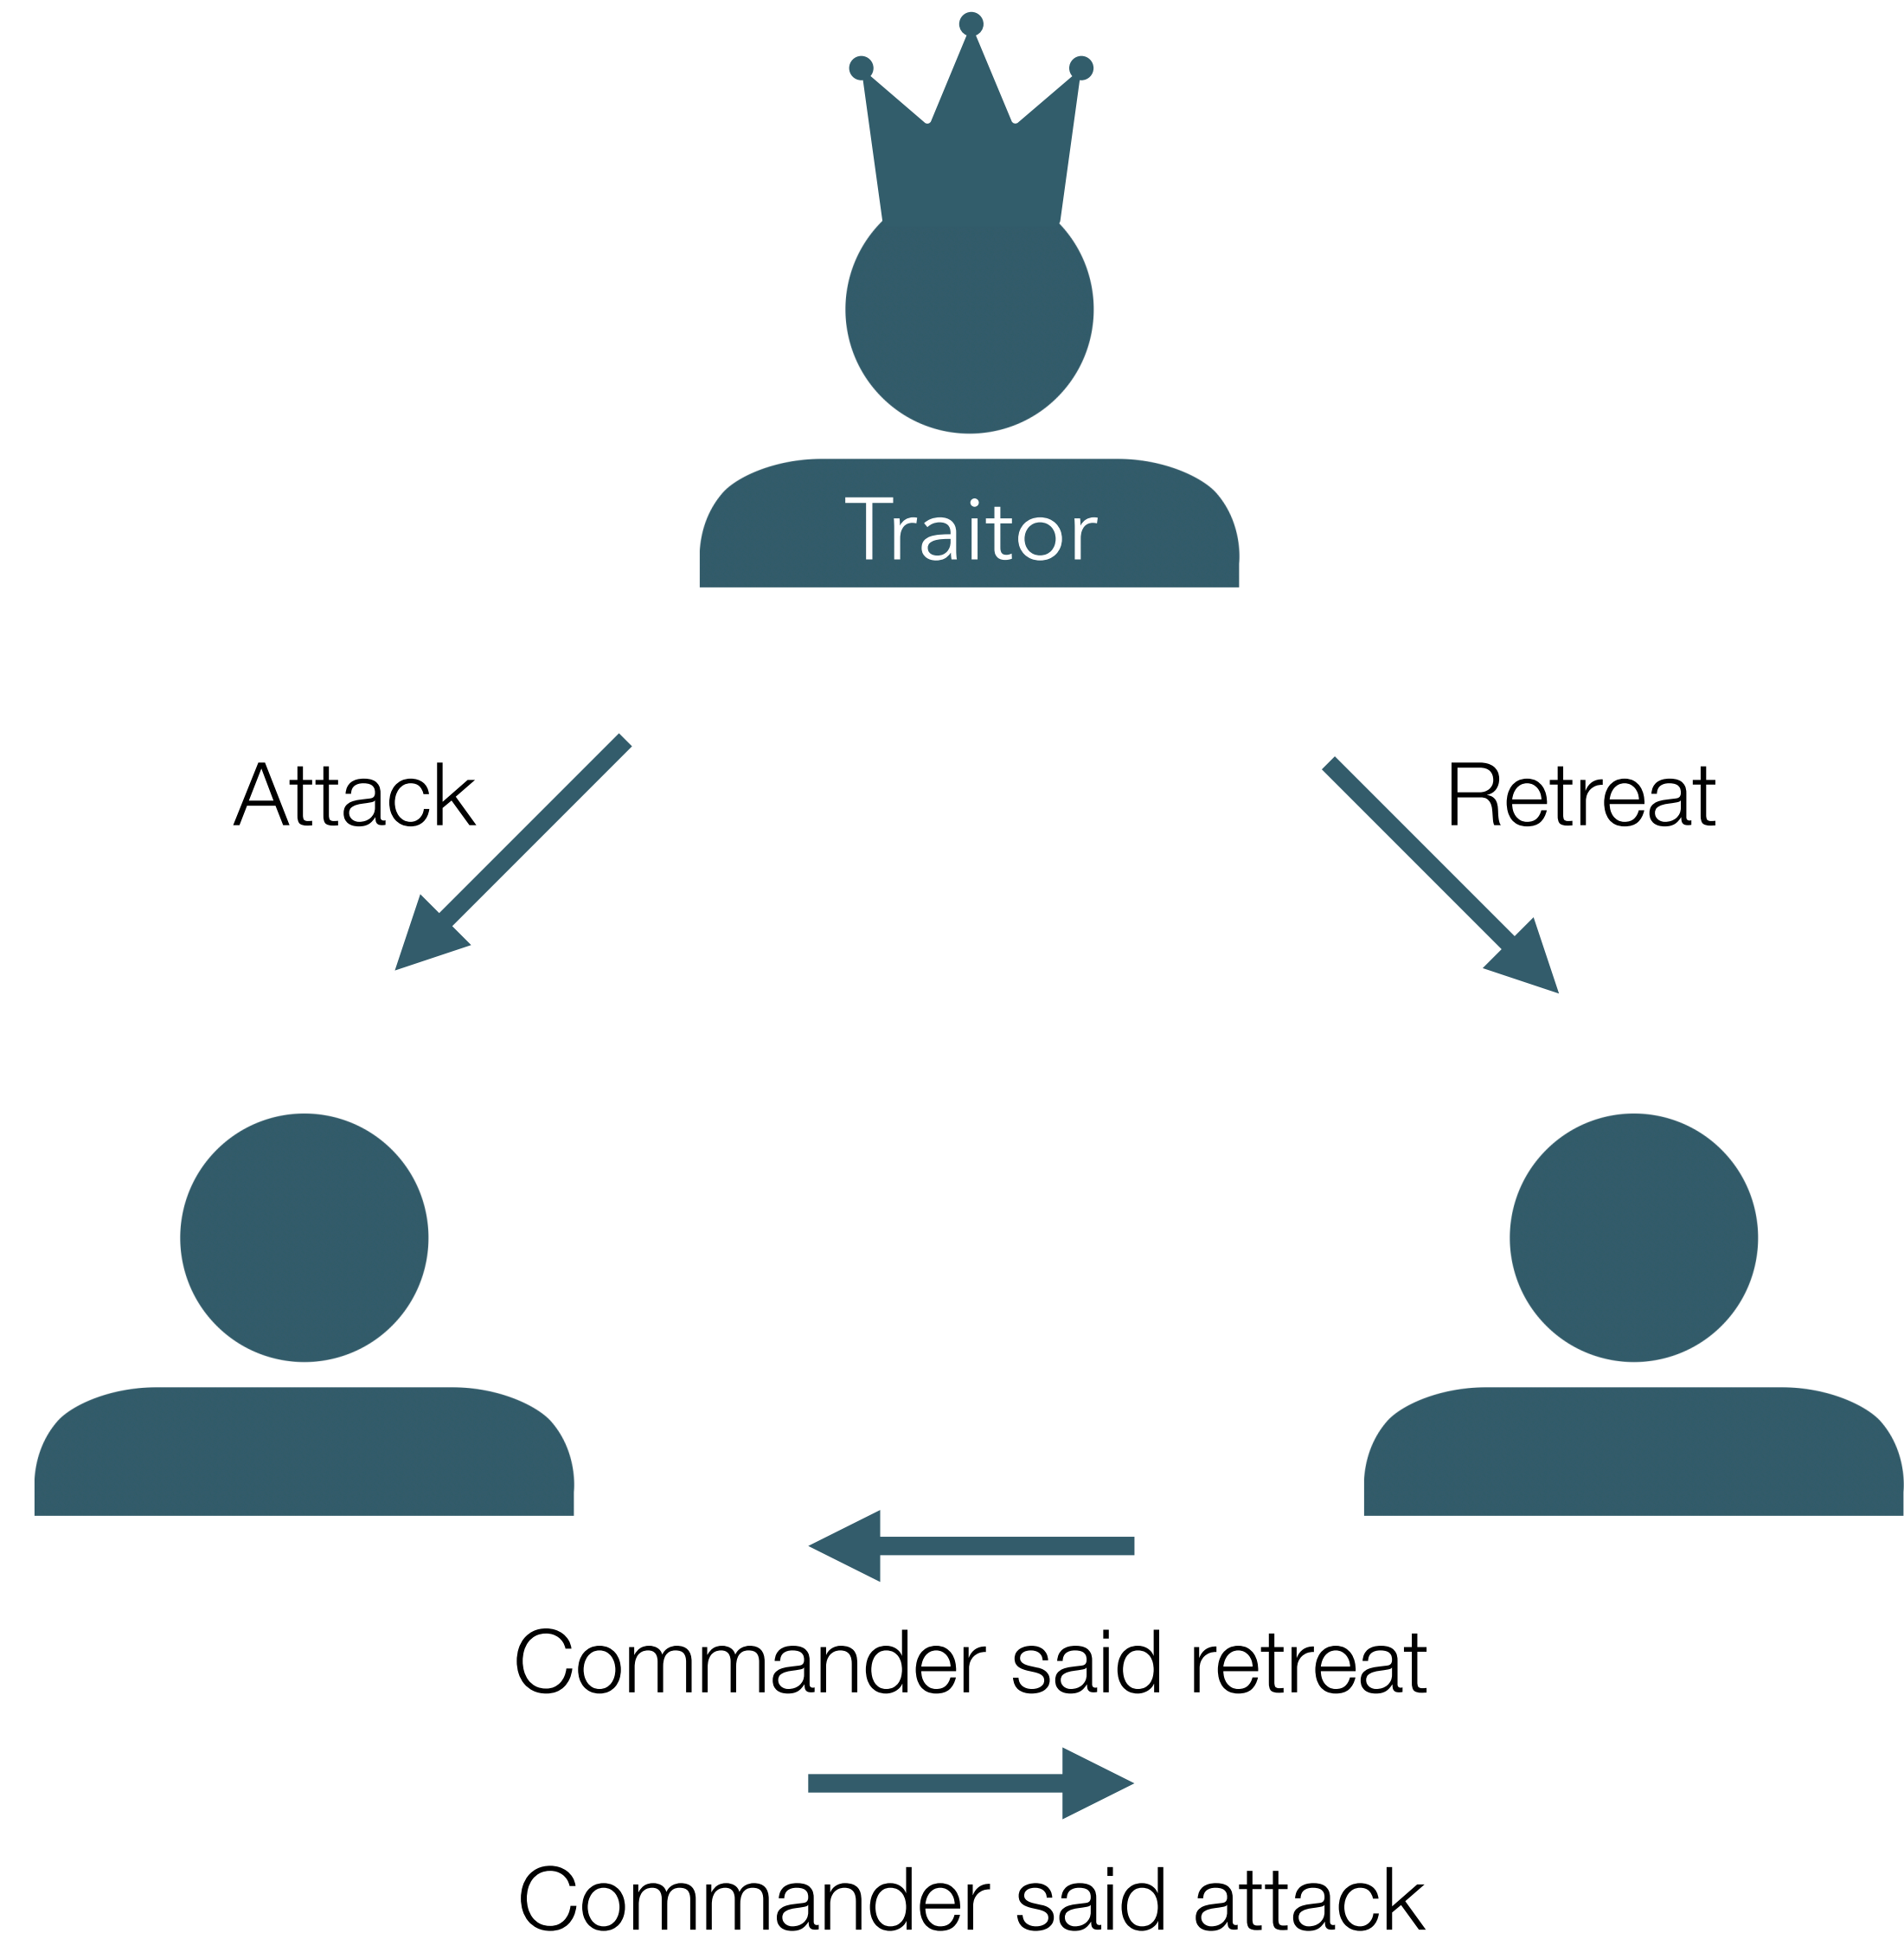 Traitor
Attack
Retreat
Commander said retreat
Commander said attack